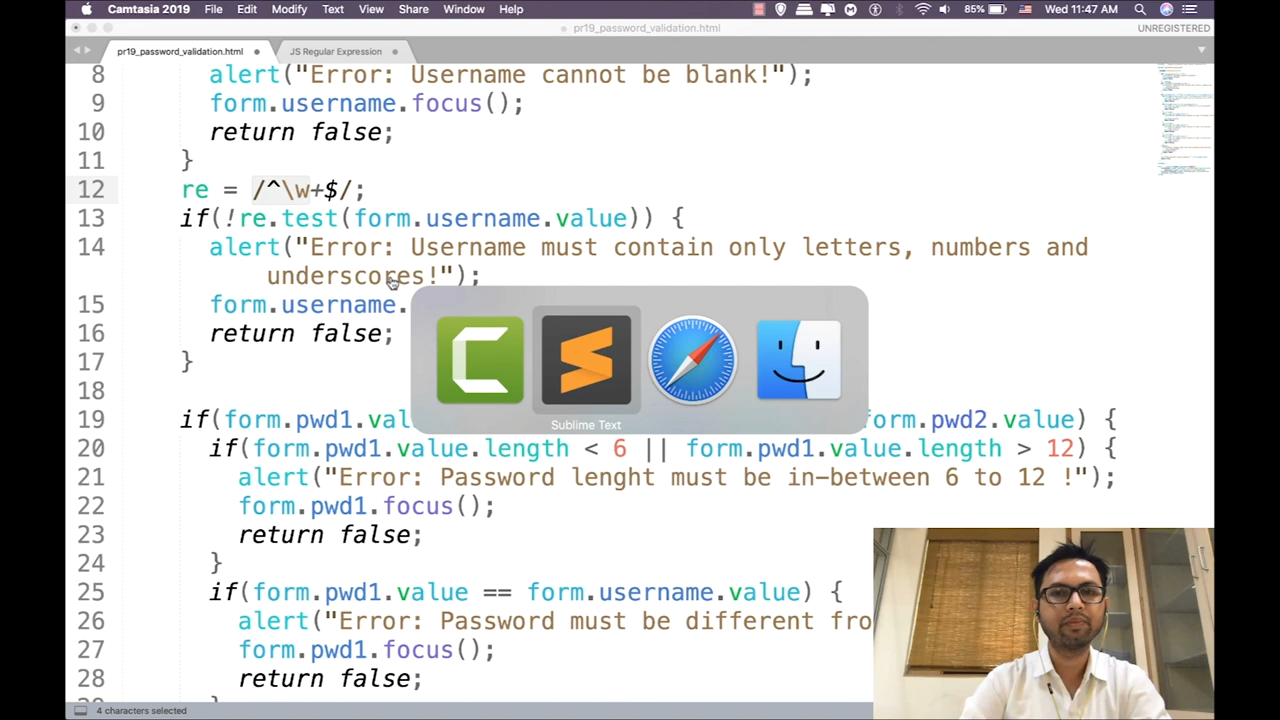 Camtasia 2019 File Edit Modify Text View Share Window Help 85% Wed 11:47 AM
pr19_password_validation.html UNREGISTERED
pr19_password_validation.html JS Regular Expression
8 alert("Error: Username cannot be blank!");
9 form.username.focus();
10 return false;
11 }
12 re = /^\w+$/;
13 if(!re.test(form.username.value)) {
14 alert("Error: Username must contain only letters, numbers and
underscores!");
15 form.username.
16 return false;
17 }
18
19 if(form.pwd1.val form.pwd2.value) {
20 if(form.pwd1.value.length < 6 || form.pwd1.value.length > 12) {
21 alert("Error: Password lenght must be in-between 6 to 12 !");
22 form.pwd1.focus();
23 return false;
24 }
25 if(form.pwd1.value == form.username.value) {
26 alert("Error: Password must be different fro
27 form.pwd1.focus();
28 return false;
Sublime Text
4 characters selected